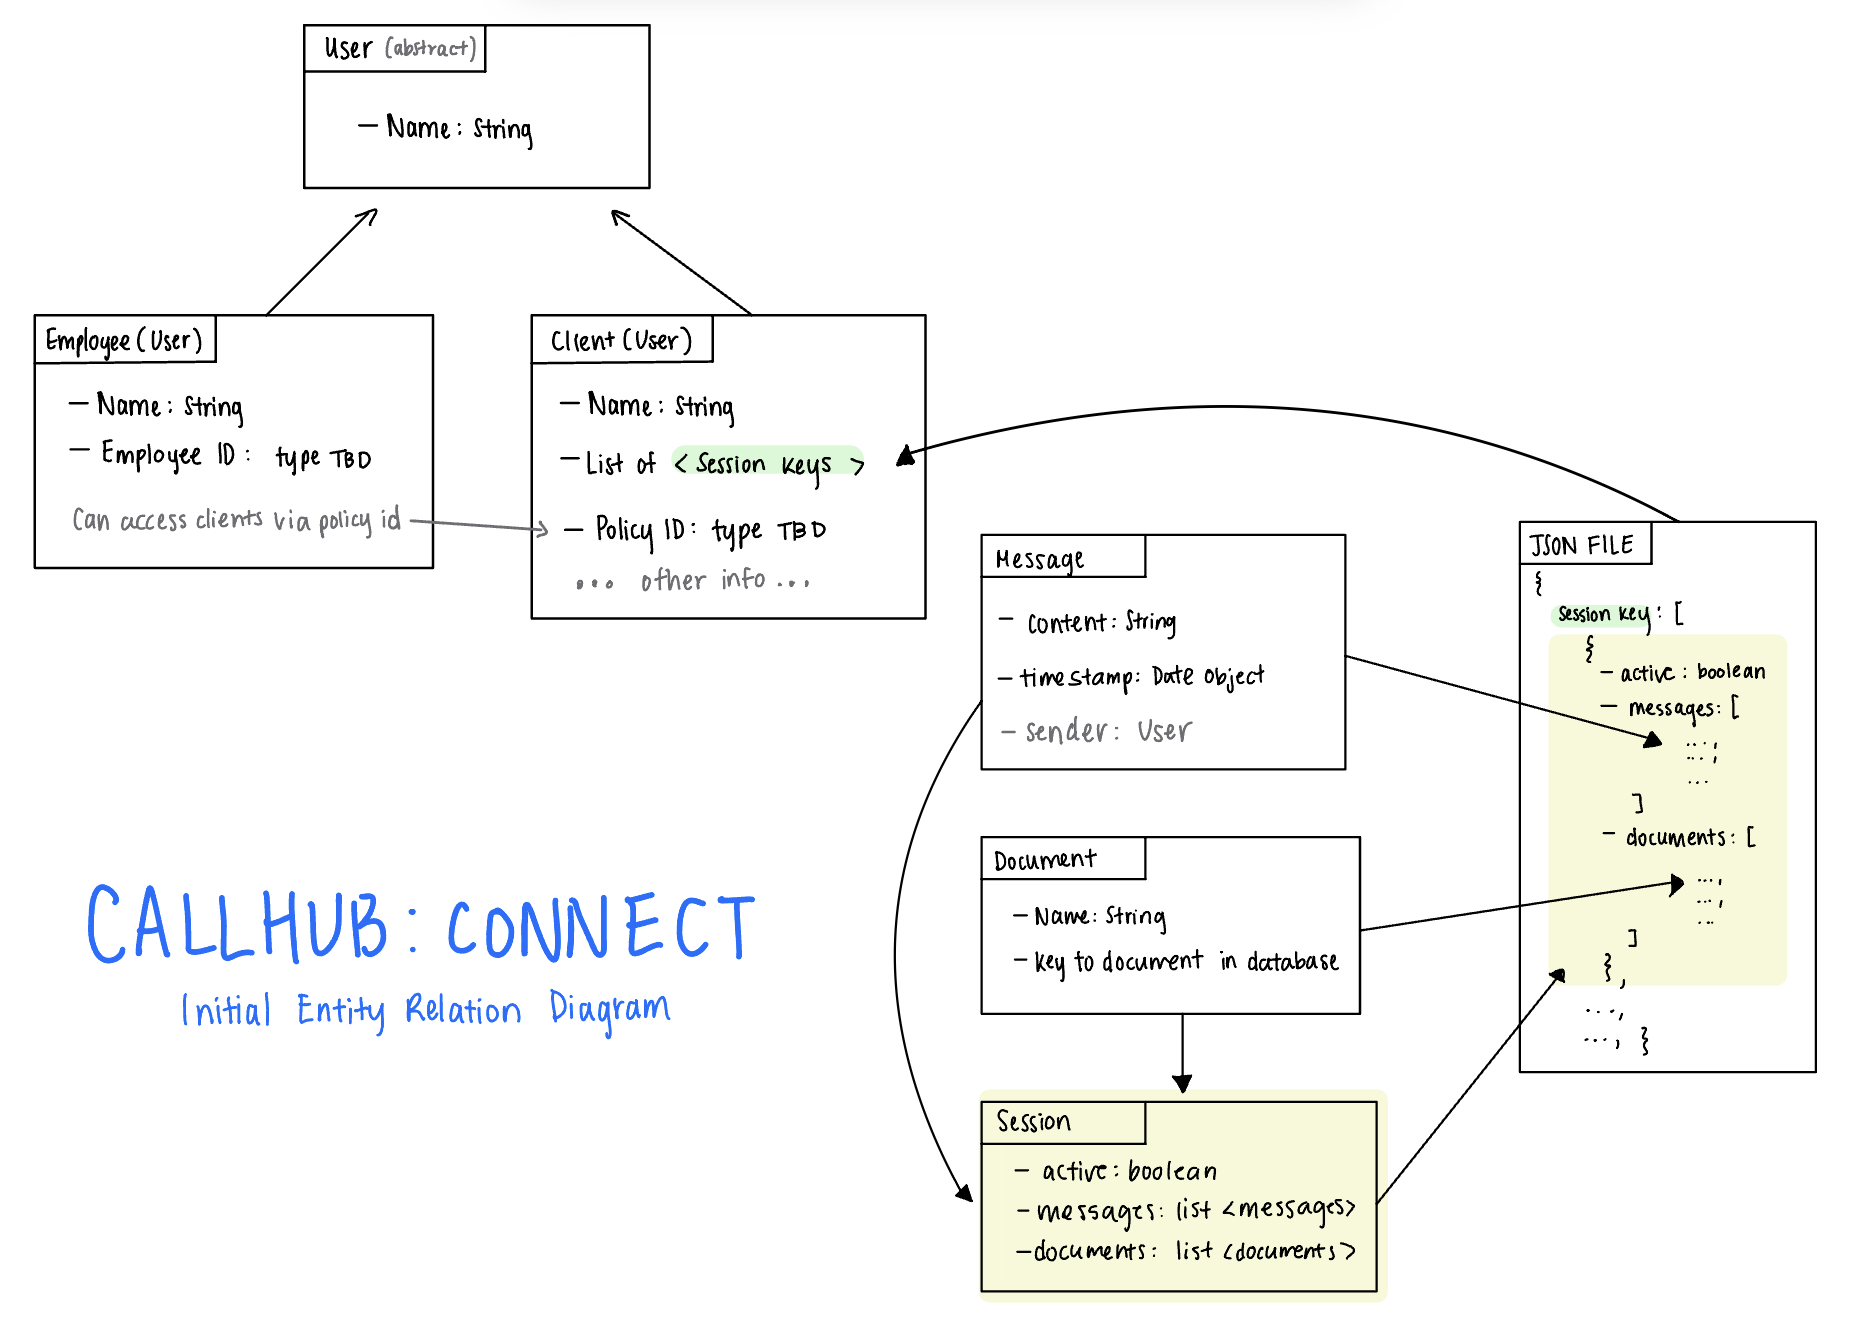 User (abstract)
– Name: String
Employee (User)
– Name: String
– Employee ID: type TBD
Can access clients via policy id
Client (User)
– Name: String
– List of < Session keys >
– Policy ID: type TBD
... other info ...
Message
– content: String
– timestamp: Date object
– sender: User
Document
– Name: String
– key to document in database
Session
– active: boolean
– messages: list <messages>
– documents: list <documents>
JSON FILE
{
Session key: [
{
– active: boolean
– messages: [
...,
...,
...
]
– documents: [
...,
...,
...
]
},
...,
..., }
CALLHUB: CONNECT
Initial Entity Relation Diagram